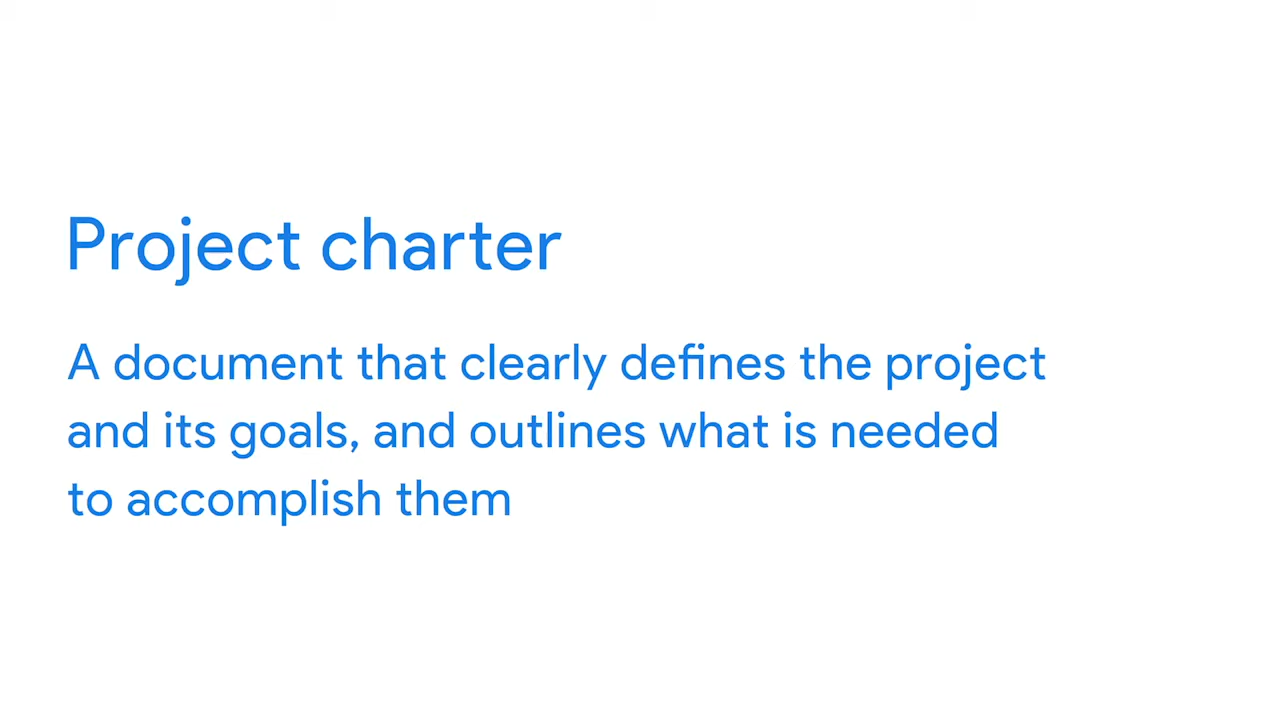 Project charter
A document that clearly defines the project
and its goals, and outlines what is needed
to accomplish them